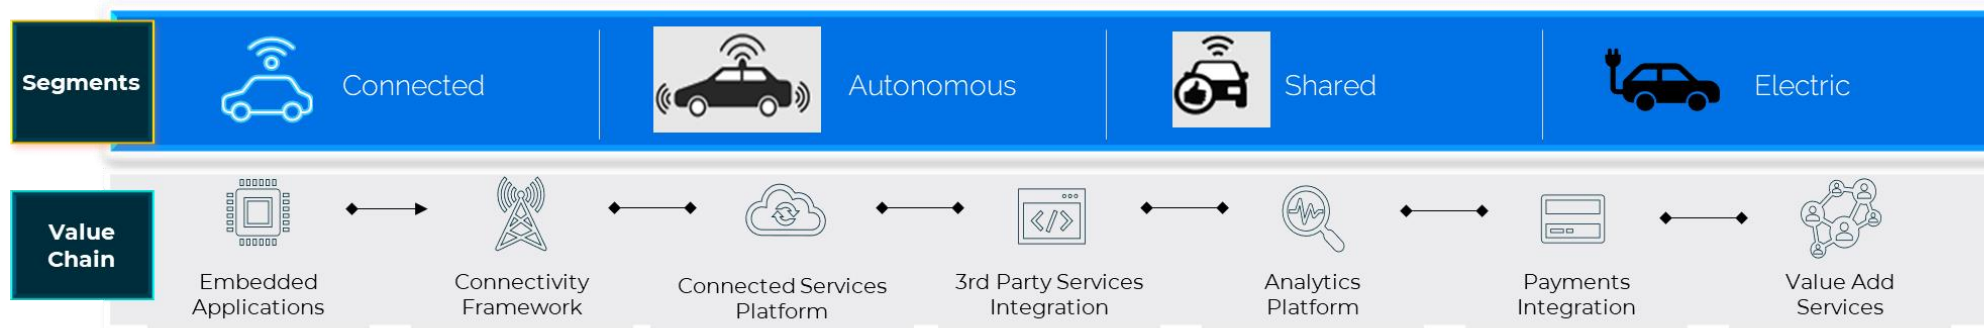 Segments
Connected
Autonomous
Shared
Electric
Value
Chain
Embedded
Applications
Connectivity
Framework
Connected Services
Platform
3rd Party Services
Integration
Analytics
Platform
Payments
Integration
Value Add
Services